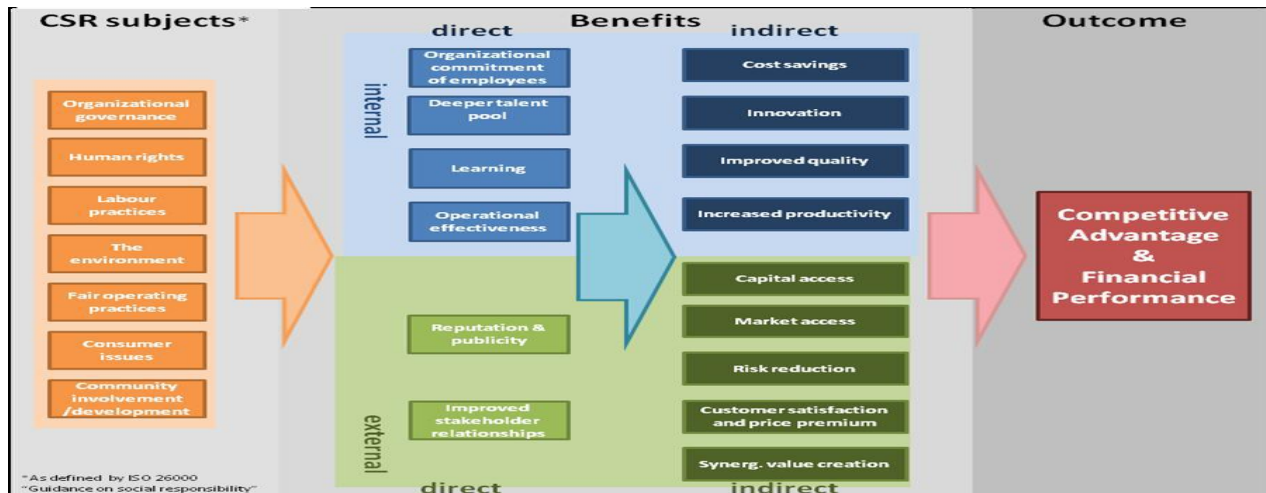 CSR subjects*
Organizational
governance
Human rights
Labour
practices
The
environment
Fair operating
practices
Consumer
issues
Community
involvement
/development
*As defined by ISO 26000
"Guidance on social responsibility"
Benefits
direct
indirect
internal
Organizational
commitment
of employees
Deeper talent
pool
Learning
Operational
effectiveness
Cost savings
Innovation
Improved quality
Increased productivity
external
Reputation &
publicity
Improved
stakeholder
relationships
Capital access
Market access
Risk reduction
Customer satisfaction
and price premium
Synerg. value creation
direct
indirect
Outcome
Competitive
Advantage
&
Financial
Performance